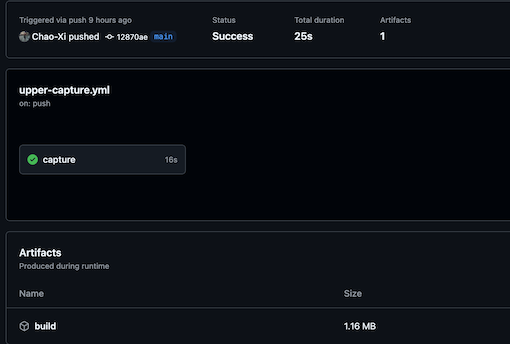 Triggered via push 9 hours ago
Status
Total duration
Artifacts
Chao-Xi pushed 12870ae main
Success
25s
1
upper-capture.yml
on: push
capture 16s
Artifacts
Produced during runtime
Name Size
build 1.16 MB